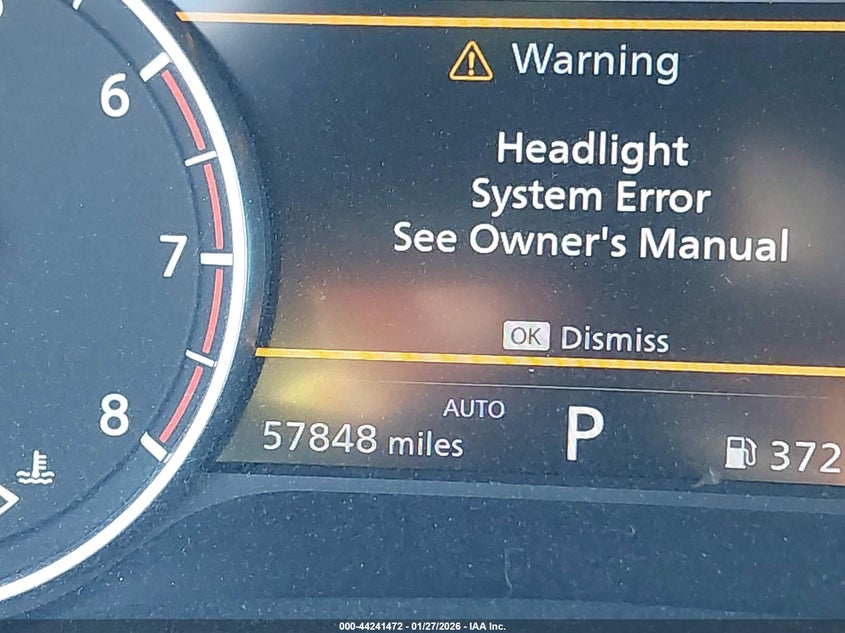 6
7
8
Warning
Headlight
System Error
See Owner's Manual
OK Dismiss
AUTO
57848 miles
P
372
000-44241472 - 01/27/2026 - IAA Inc.